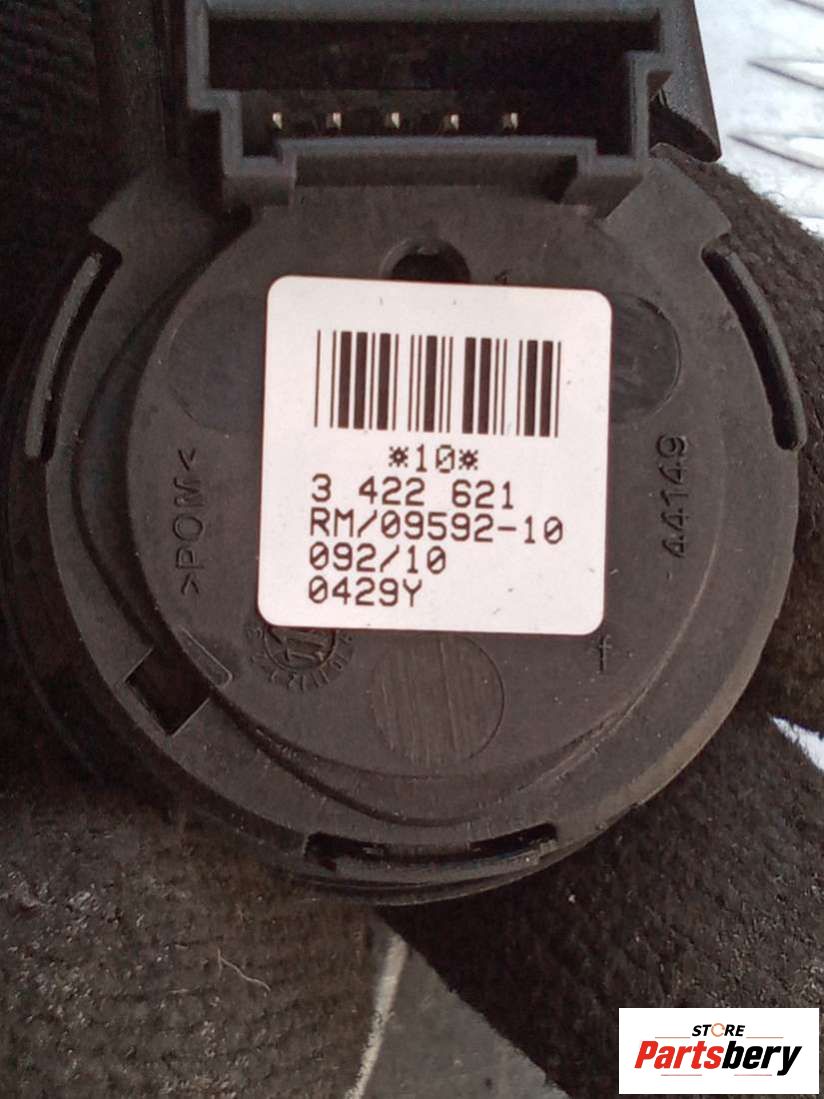 *10*
3 422 621
RM/09592-10
092/10
0429Y
>POM<
44149
STORE
Partsbery